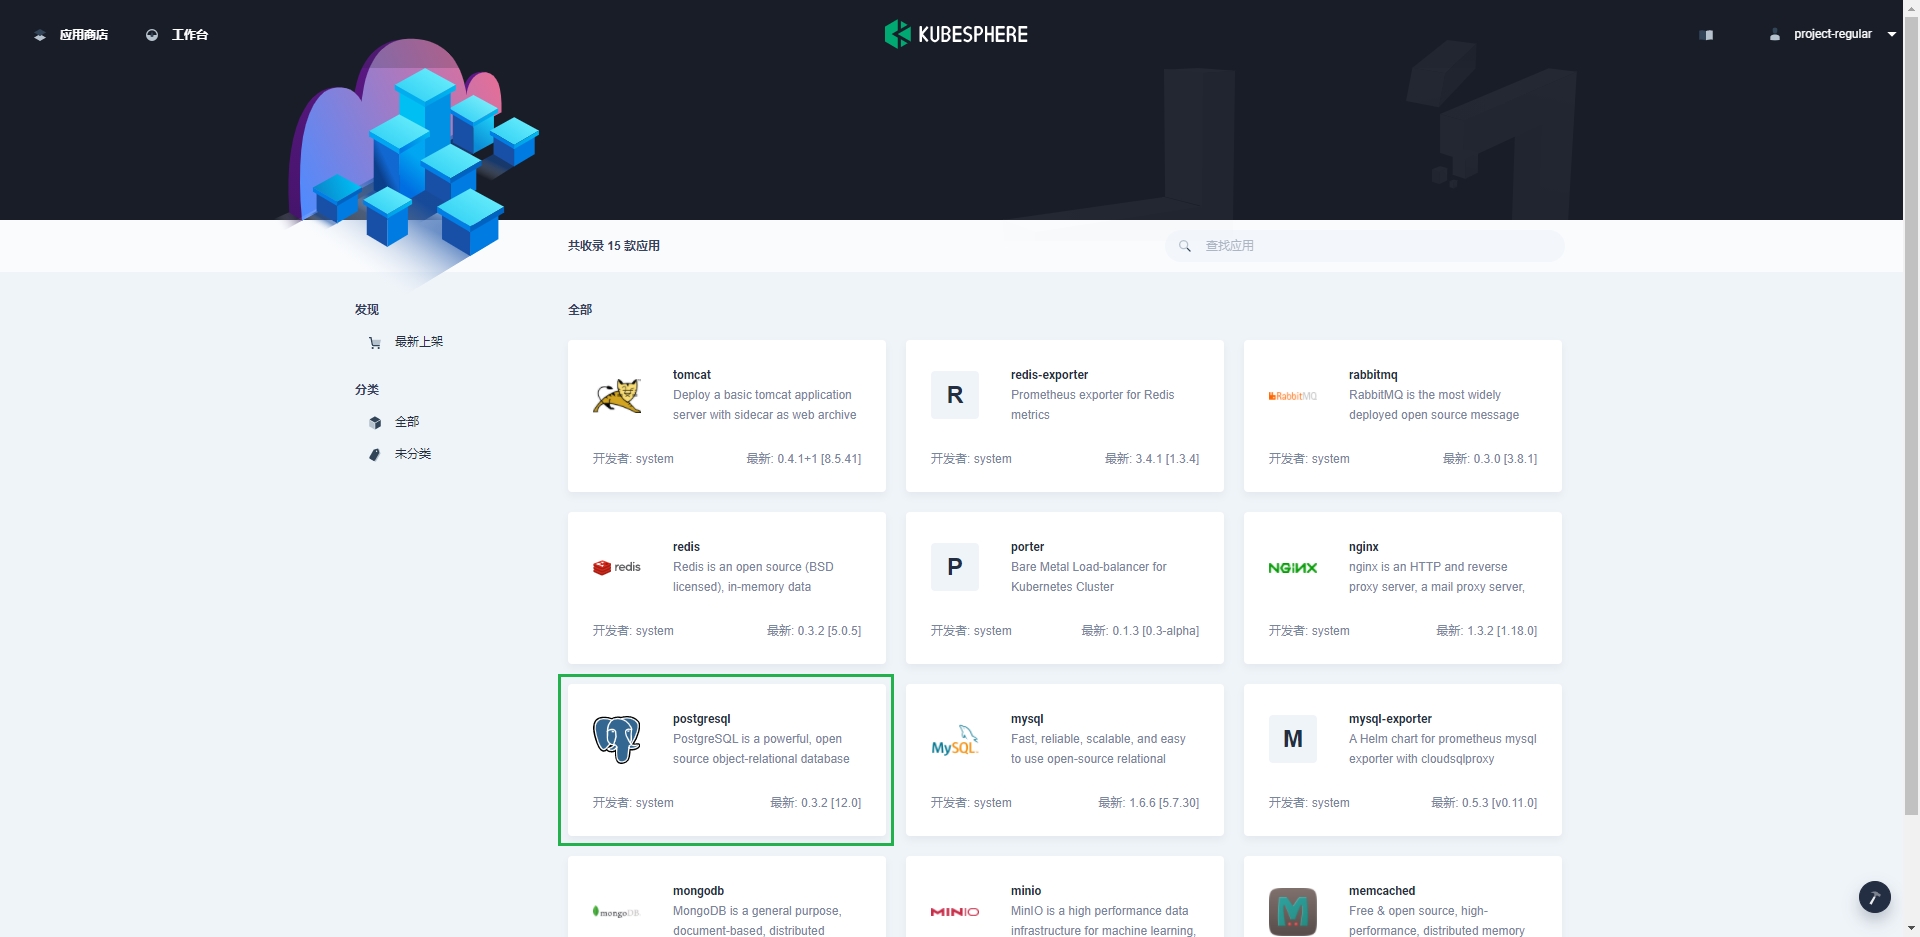 应用商店
工作台
KUBESPHERE
project-regular
共收录 15 款应用
查找应用
发现
最新上架
分类
全部
未分类
全部
tomcat
Deploy a basic tomcat application
server with sidecar as web archive
开发者: system
最新: 0.4.1+1 [8.5.41]
R
redis-exporter
Prometheus exporter for Redis
metrics
开发者: system
最新: 3.4.1 [1.3.4]
RabbitMQ
rabbitmq
RabbitMQ is the most widely
deployed open source message
开发者: system
最新: 0.3.0 [3.8.1]
redis
redis
Redis is an open source (BSD
licensed), in-memory data
开发者: system
最新: 0.3.2 [5.0.5]
P
porter
Bare Metal Load-balancer for
Kubernetes Cluster
开发者: system
最新: 0.1.3 [0.3-alpha]
NGINX
nginx
nginx is an HTTP and reverse
proxy server, a mail proxy server,
开发者: system
最新: 1.3.2 [1.18.0]
postgresql
PostgreSQL is a powerful, open
source object-relational database
开发者: system
最新: 0.3.2 [12.0]
MySQL
mysql
Fast, reliable, scalable, and easy
to use open-source relational
开发者: system
最新: 1.6.6 [5.7.30]
M
mysql-exporter
A Helm chart for prometheus mysql
exporter with cloudsqlproxy
开发者: system
最新: 0.5.3 [v0.11.0]
mongoDB
mongodb
MongoDB is a general purpose,
document-based, distributed
MINIO
minio
MinIO is a high performance data
infrastructure for machine learning,
M
memcached
Free & open source, high-
performance, distributed memory